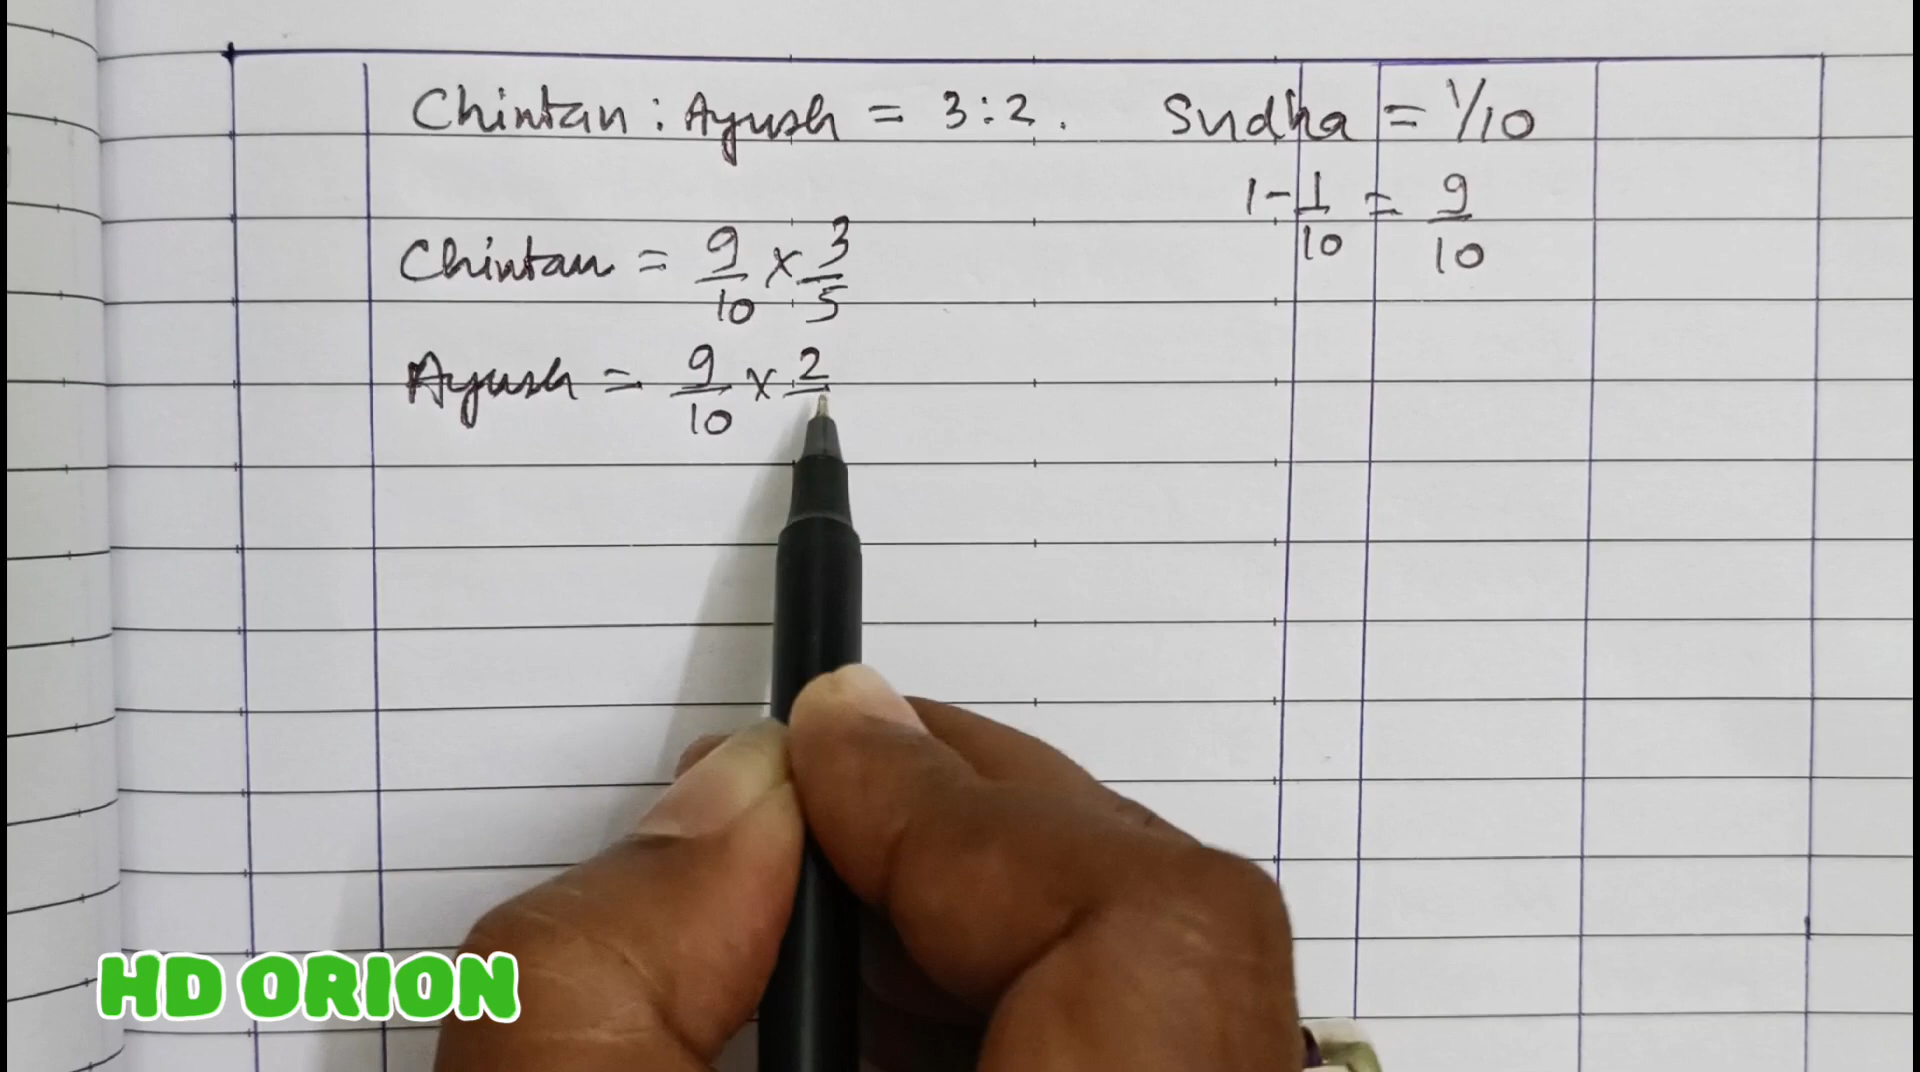 Chintan : Ayush = 3 : 2. Sudha = 1/10
1 - 1/10 = 9/10
Chintan = 9/10 × 3/5
Ayush = 9/10 × 2/
HD ORION